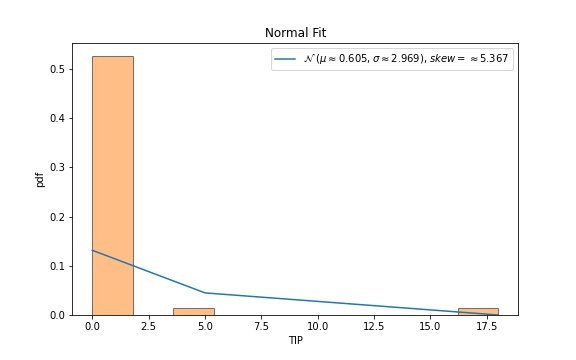 Normal Fit
𝒩 (μ ≈ 0.605, σ ≈ 2.969), skew = ≈ 5.367
pdf
0.5
0.4
0.3
0.2
0.1
0.0
0.0 2.5 5.0 7.5 10.0 12.5 15.0 17.5
TIP